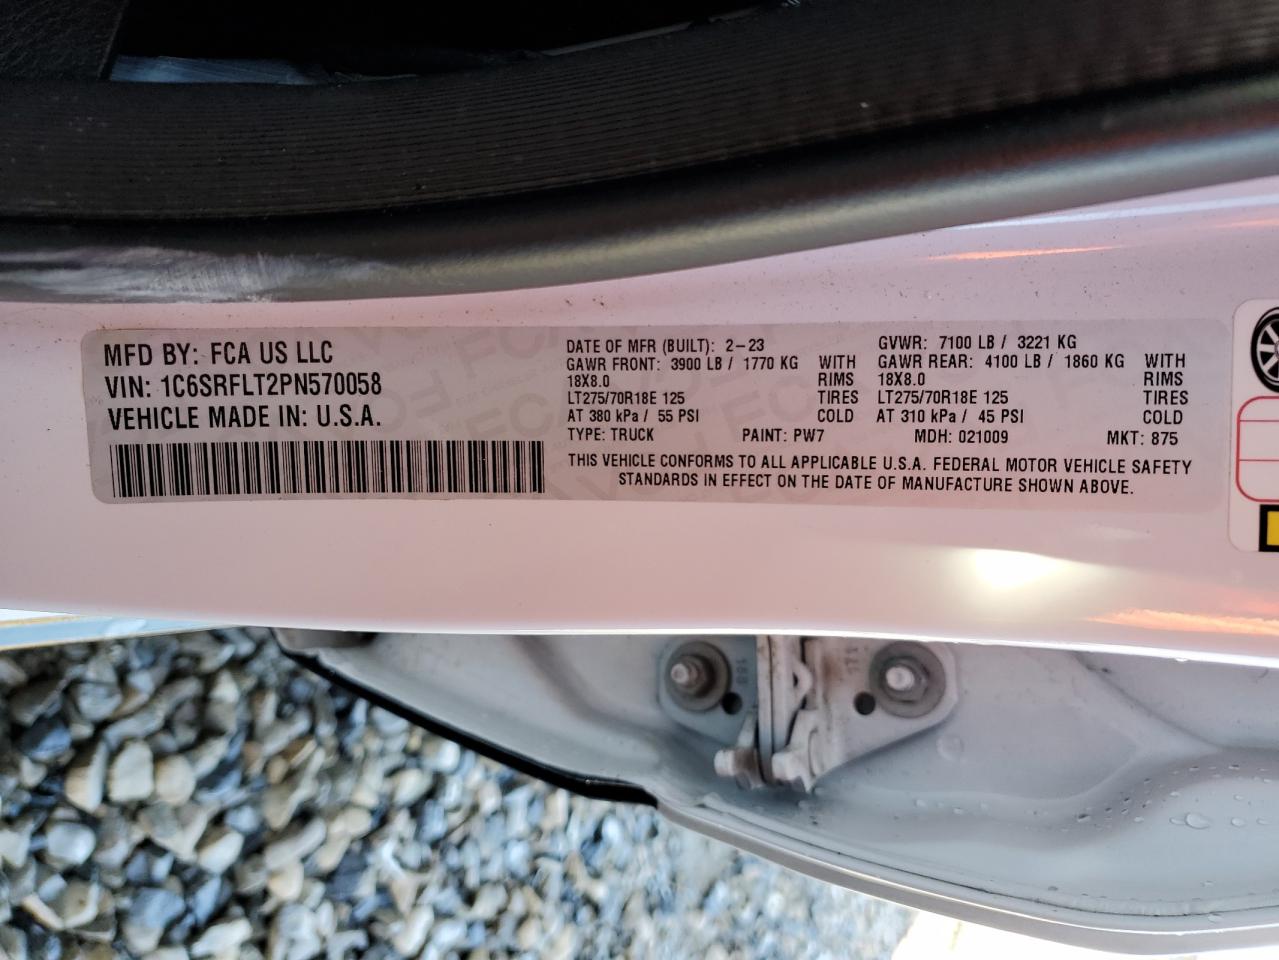 MFD BY: FCA US LLC
VIN: 1C6SRFLT2PN570058
VEHICLE MADE IN: U.S.A.
DATE OF MFR (BUILT): 2-23
GAWR FRONT: 3900 LB / 1770 KG WITH
18X8.0 RIMS
LT275/70R18E 125 TIRES
AT 380 kPa / 55 PSI COLD
GVWR: 7100 LB / 3221 KG
GAWR REAR: 4100 LB / 1860 KG WITH
18X8.0 RIMS
LT275/70R18E 125 TIRES
AT 310 kPa / 45 PSI COLD
TYPE: TRUCK PAINT: PW7 MDH: 021009 MKT: 875
THIS VEHICLE CONFORMS TO ALL APPLICABLE U.S.A. FEDERAL MOTOR VEHICLE SAFETY
STANDARDS IN EFFECT ON THE DATE OF MANUFACTURE SHOWN ABOVE.